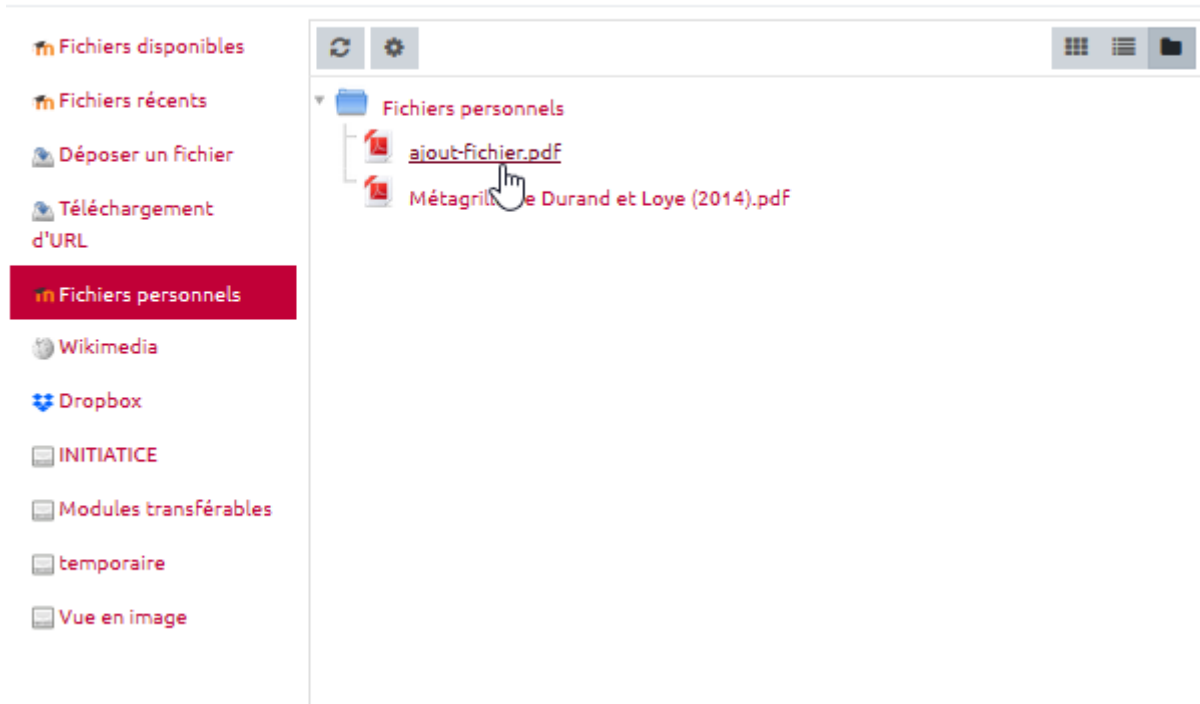 Fichiers disponibles
Fichiers récents
Déposer un fichier
Téléchargement
d'URL
Fichiers personnels
Wikimedia
Dropbox
INITIATICE
Modules transférables
temporaire
Vue en image
Fichiers personnels
ajout-fichier.pdf
Durand et Loye (2014).pdf